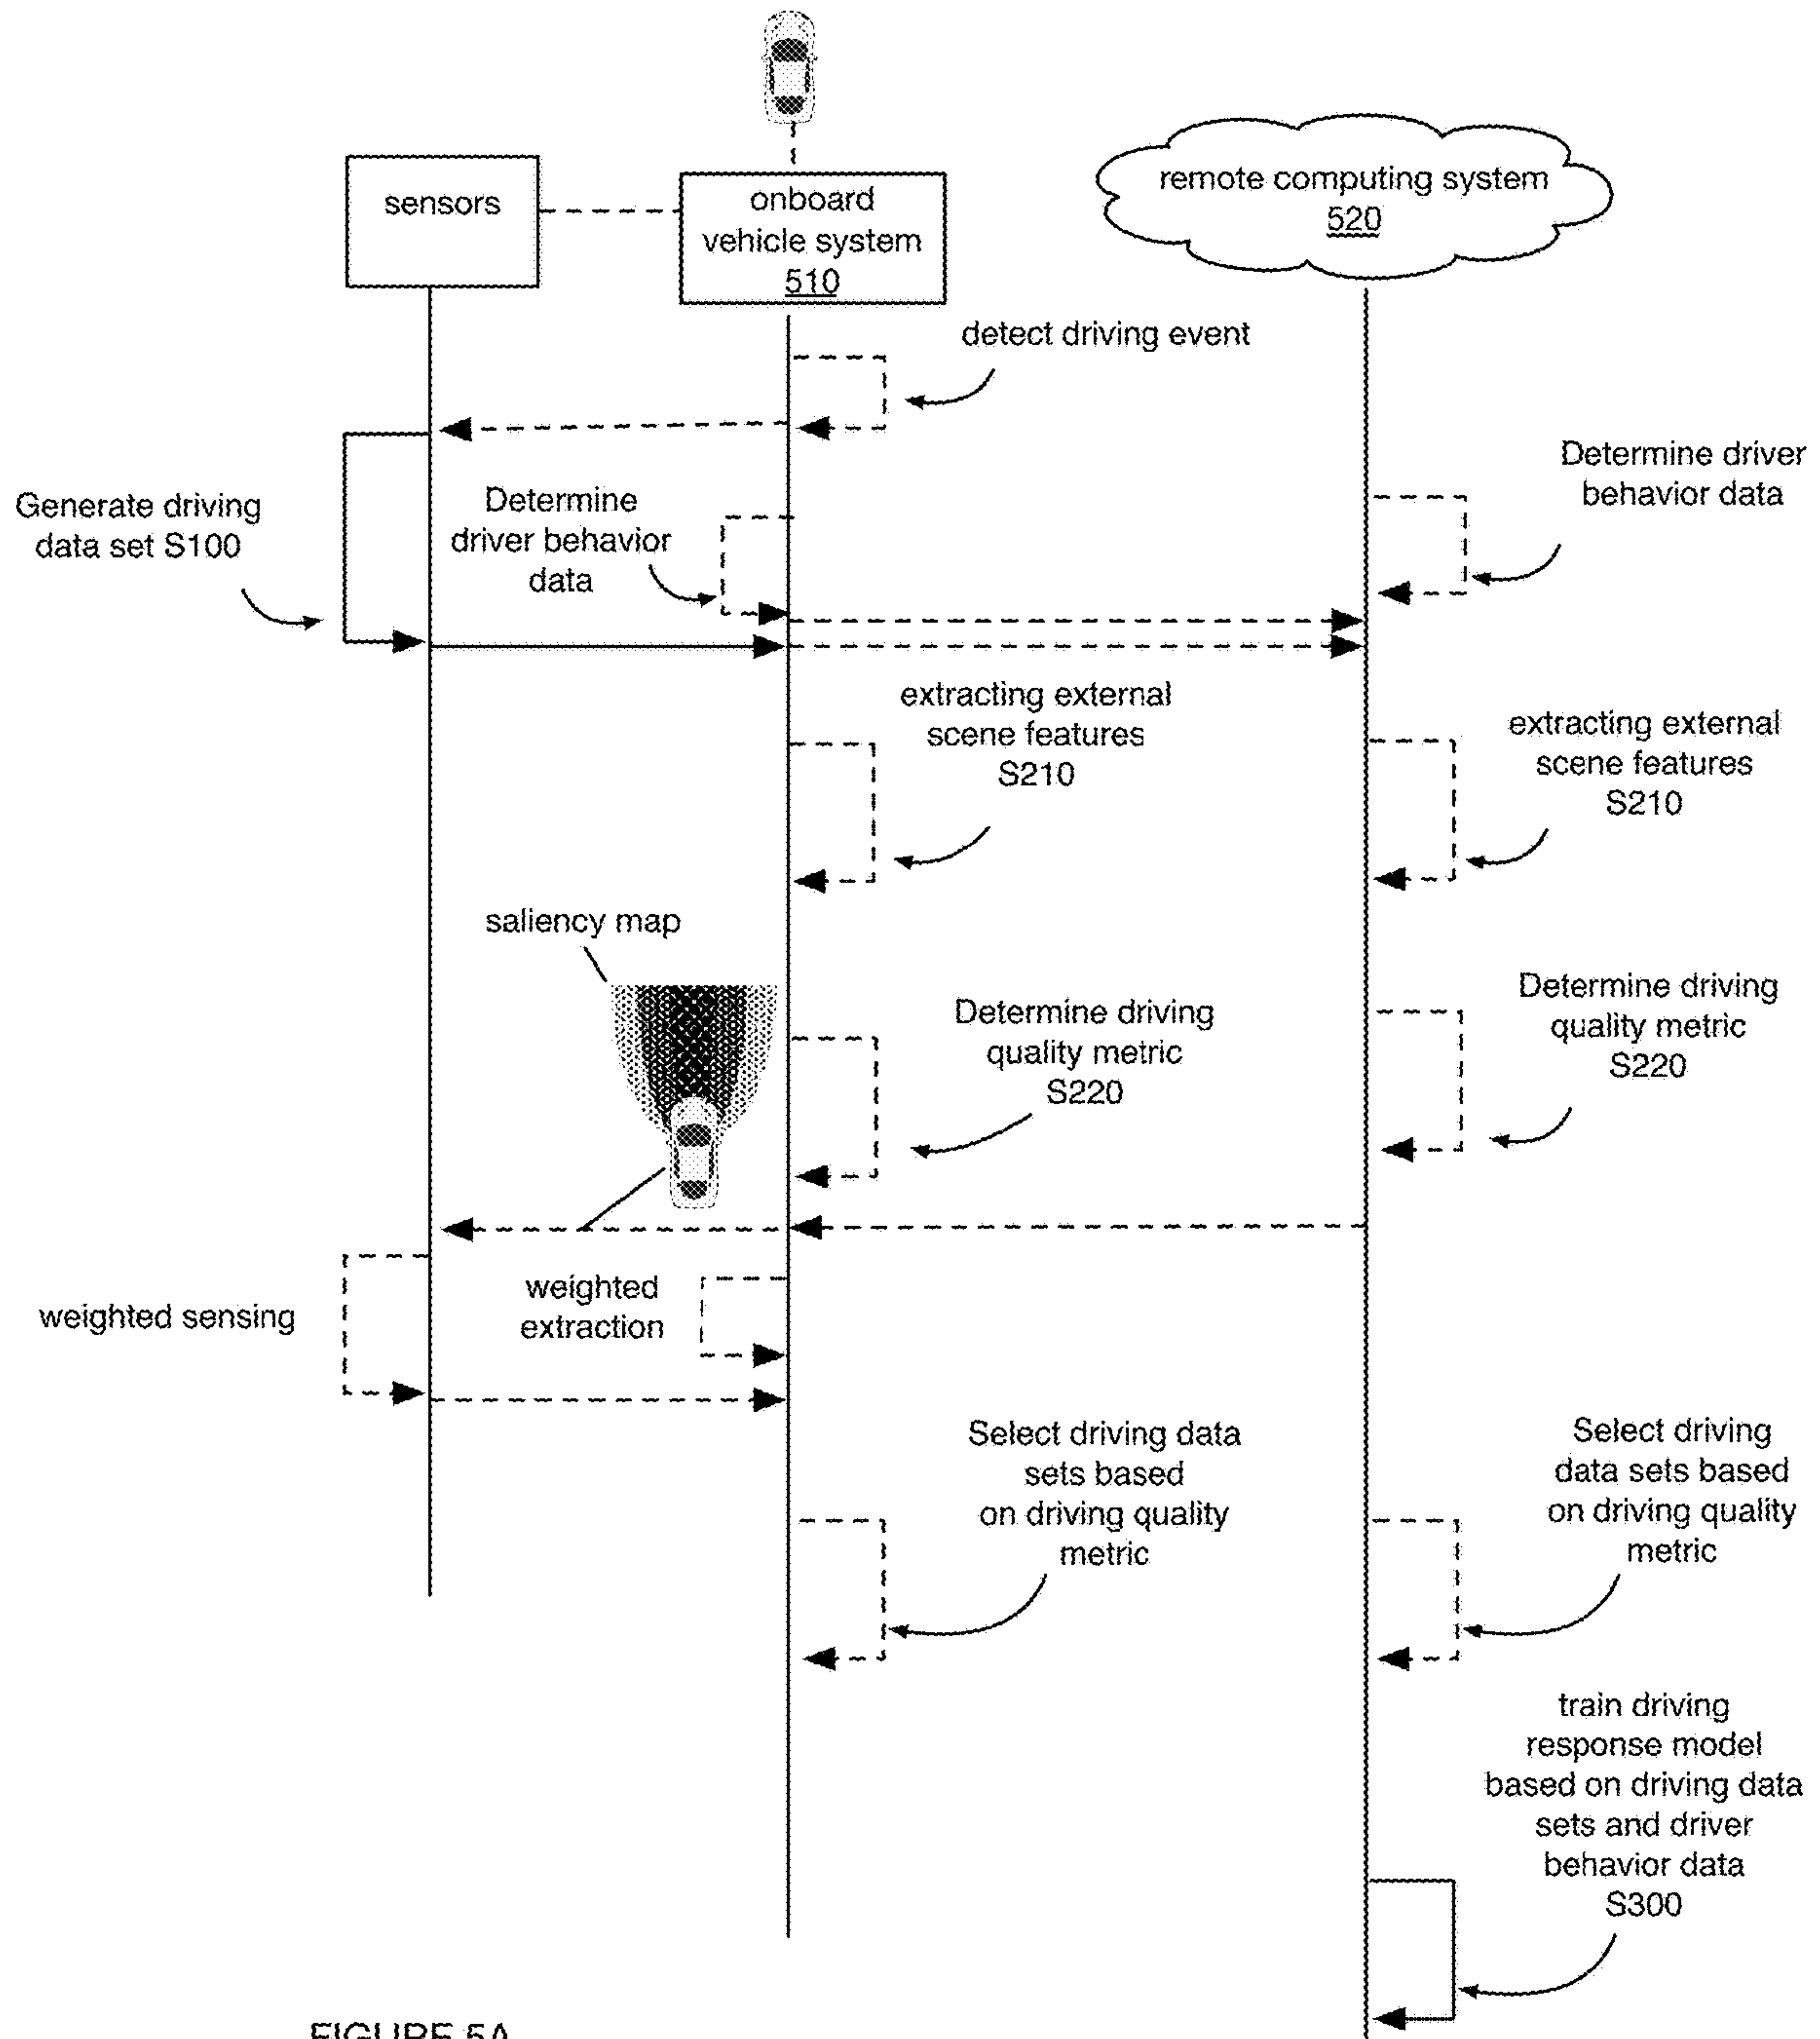 sensors
onboard
vehicle system
510
remote computing system
520
detect driving event
Generate driving
data set S100
Determine
driver behavior
data
Determine driver
behavior data
extracting external
scene features
S210
extracting external
scene features
S210
saliency map
Determine driving
quality metric
S220
Determine driving
quality metric
S220
weighted sensing
weighted
extraction
Select driving data
sets based
on driving quality
metric
Select driving
data sets based
on driving quality
metric
train driving
response model
based on driving data
sets and driver
behavior data
S300
FIGURE 5A